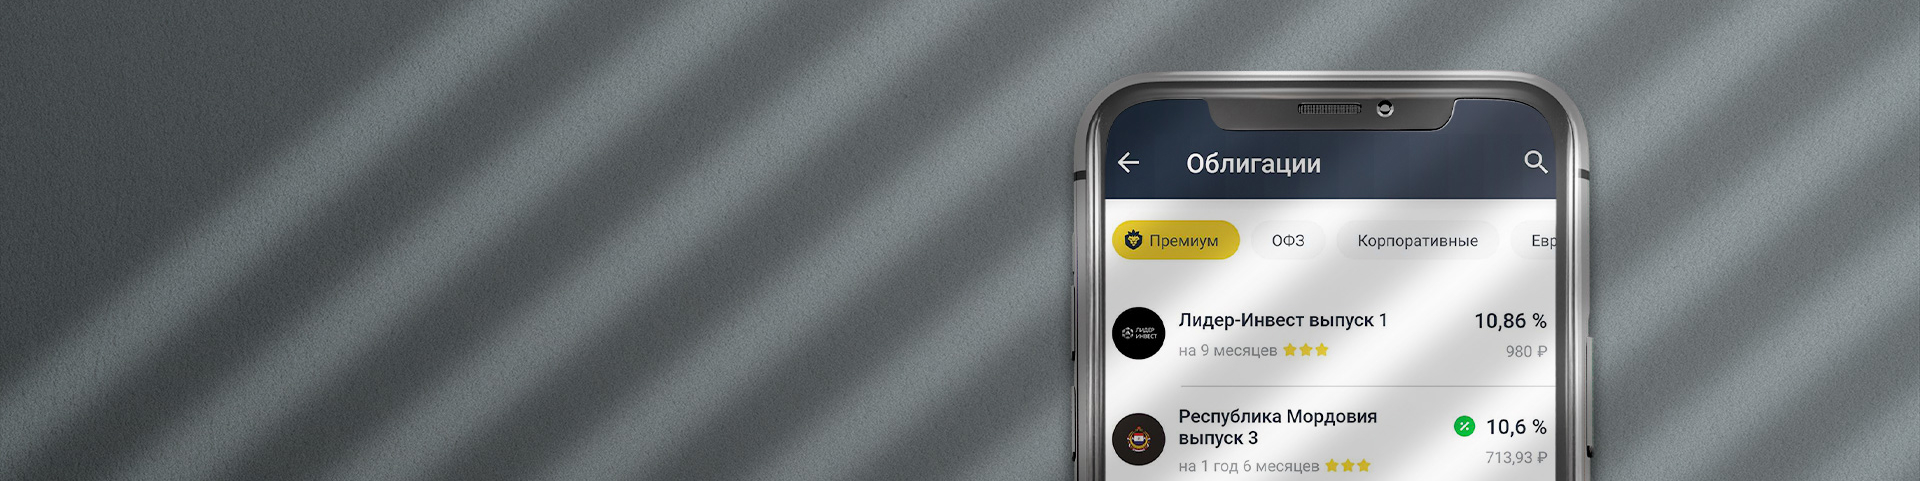 Облигации
Премиум ОФЗ Корпоративные Евр
Лидер-Инвест выпуск 1 10,86 %
ЛИДЕР
ИНВЕСТ
на 9 месяцев 980 ₽
Республика Мордовия
выпуск 3 10,6 %
на 1 год 6 месяцев 713,93 ₽